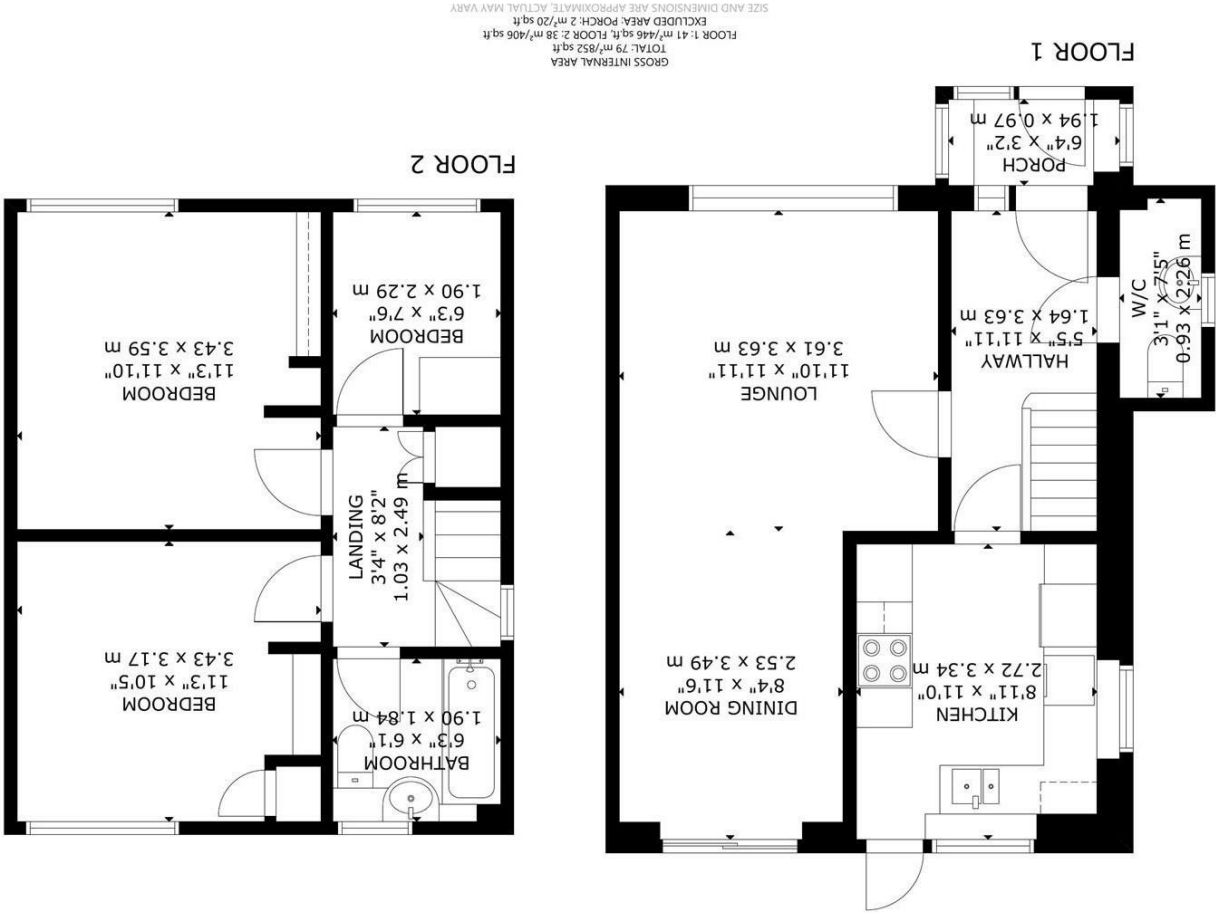 FLOOR 1
PORCH
6'4" x 3'2"
1.94 x 0.97 m
W/C
3'1" x 7'5"
0.93 x 2.26 m
HALLWAY
5'5" x 11'11"
1.64 x 3.63 m
LOUNGE
11'10" x 11'11"
3.61 x 3.63 m
KITCHEN
8'11" x 11'0"
2.72 x 3.34 m
DINING ROOM
8'4" x 11'6"
2.53 x 3.49 m
FLOOR 2
BEDROOM
6'3" x 7'6"
1.90 x 2.29 m
BEDROOM
11'3" x 11'10"
3.43 x 3.59 m
LANDING
3'4" x 8'2"
1.03 x 2.49 m
BEDROOM
11'3" x 10'5"
3.43 x 3.17 m
BATHROOM
6'3" x 6'1"
1.90 x 1.84 m
GROSS INTERNAL AREA
TOTAL: 79 m²/852 sq.ft
FLOOR 1: 41 m²/446 sq.ft, FLOOR 2: 38 m²/406 sq.ft
EXCLUDED AREA: PORCH: 2 m²/20 sq.ft
SIZE AND DIMENSIONS ARE APPROXIMATE, ACTUAL MAY VARY